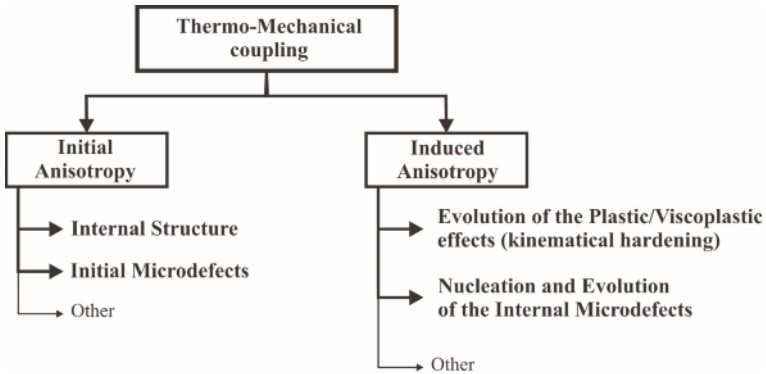 Thermo-Mechanical
coupling
Initial
Anisotropy
Internal Structure
Initial Microdefects
Other
Induced
Anisotropy
Evolution of the Plastic/Viscoplastic
effects (kinematical hardening)
Nucleation and Evolution
of the Internal Microdefects
Other